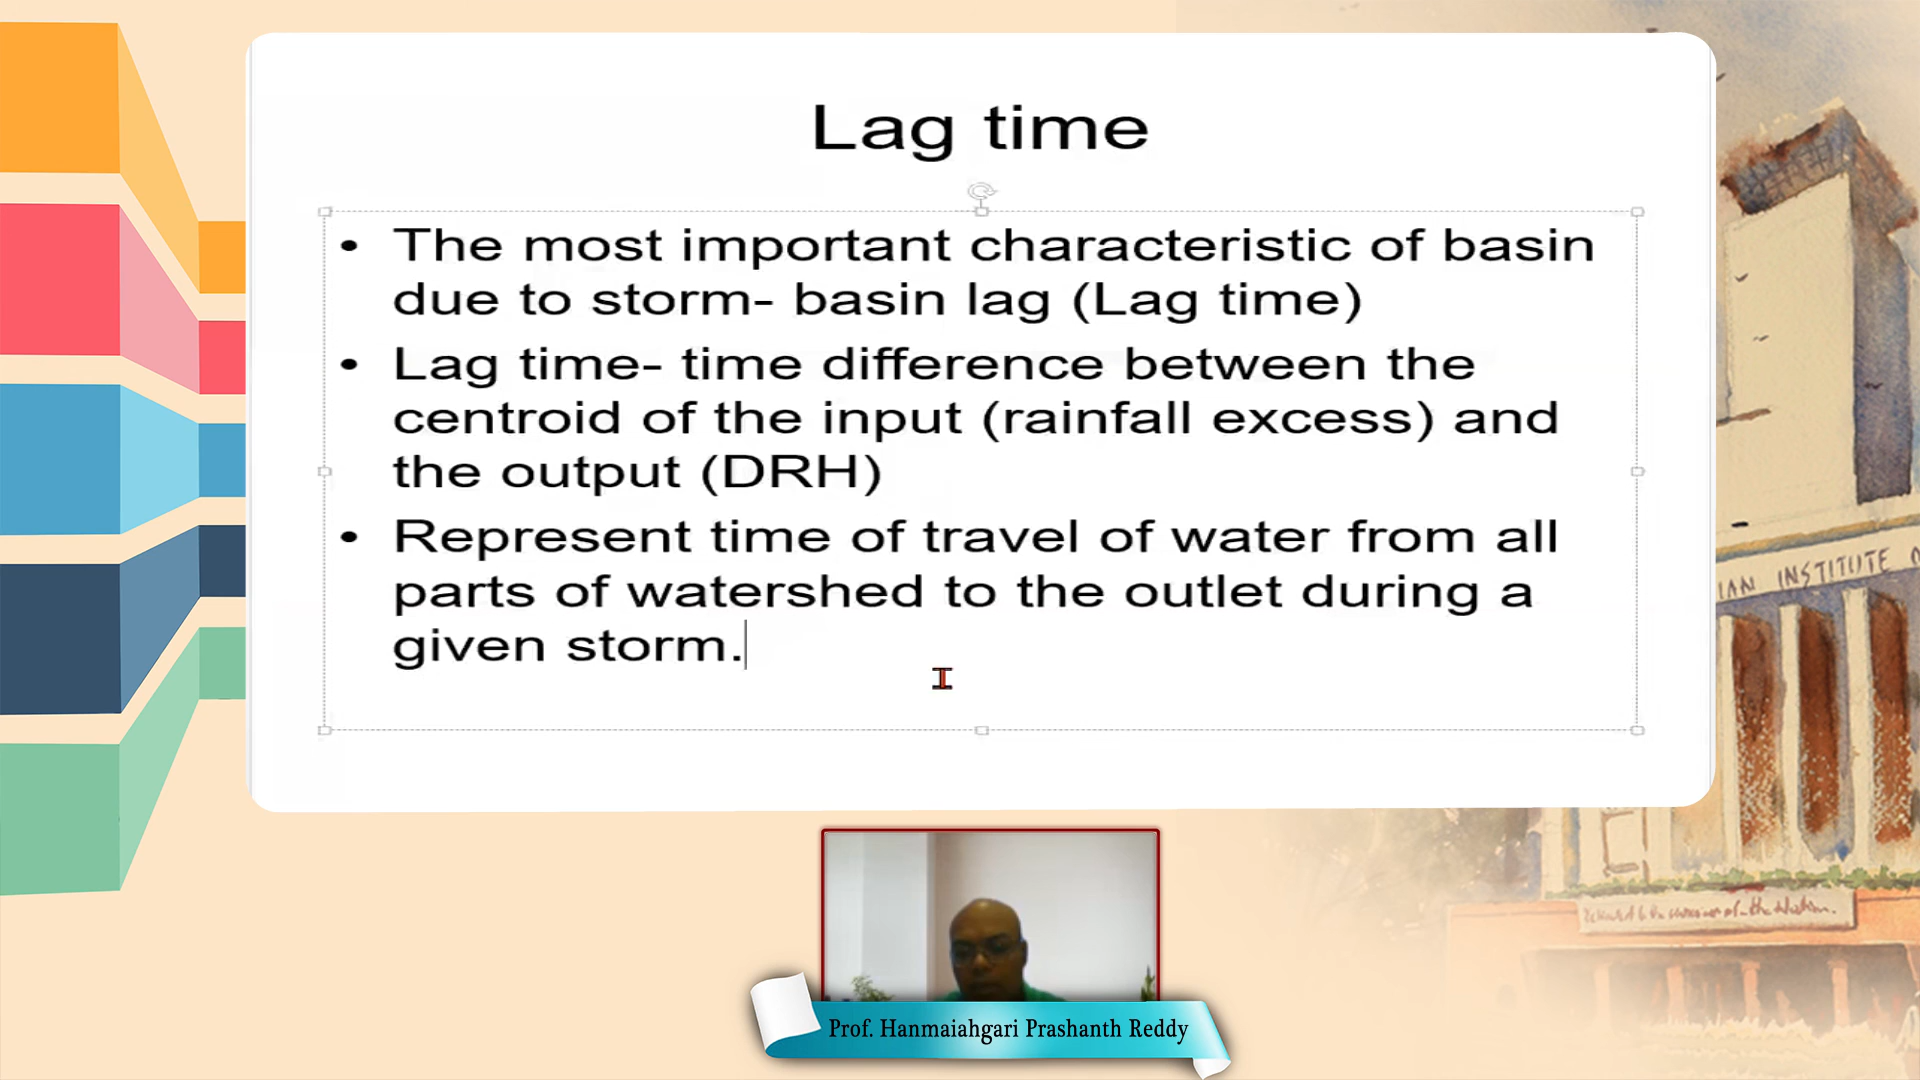 Lag time
• The most important characteristic of basin
due to storm- basin lag (Lag time)
• Lag time- time difference between the
centroid of the input (rainfall excess) and
the output (DRH)
• Represent time of travel of water from all
parts of watershed to the outlet during a
given storm.
INSTITUTE
Prof. Hanmaiahgari Prashanth Reddy